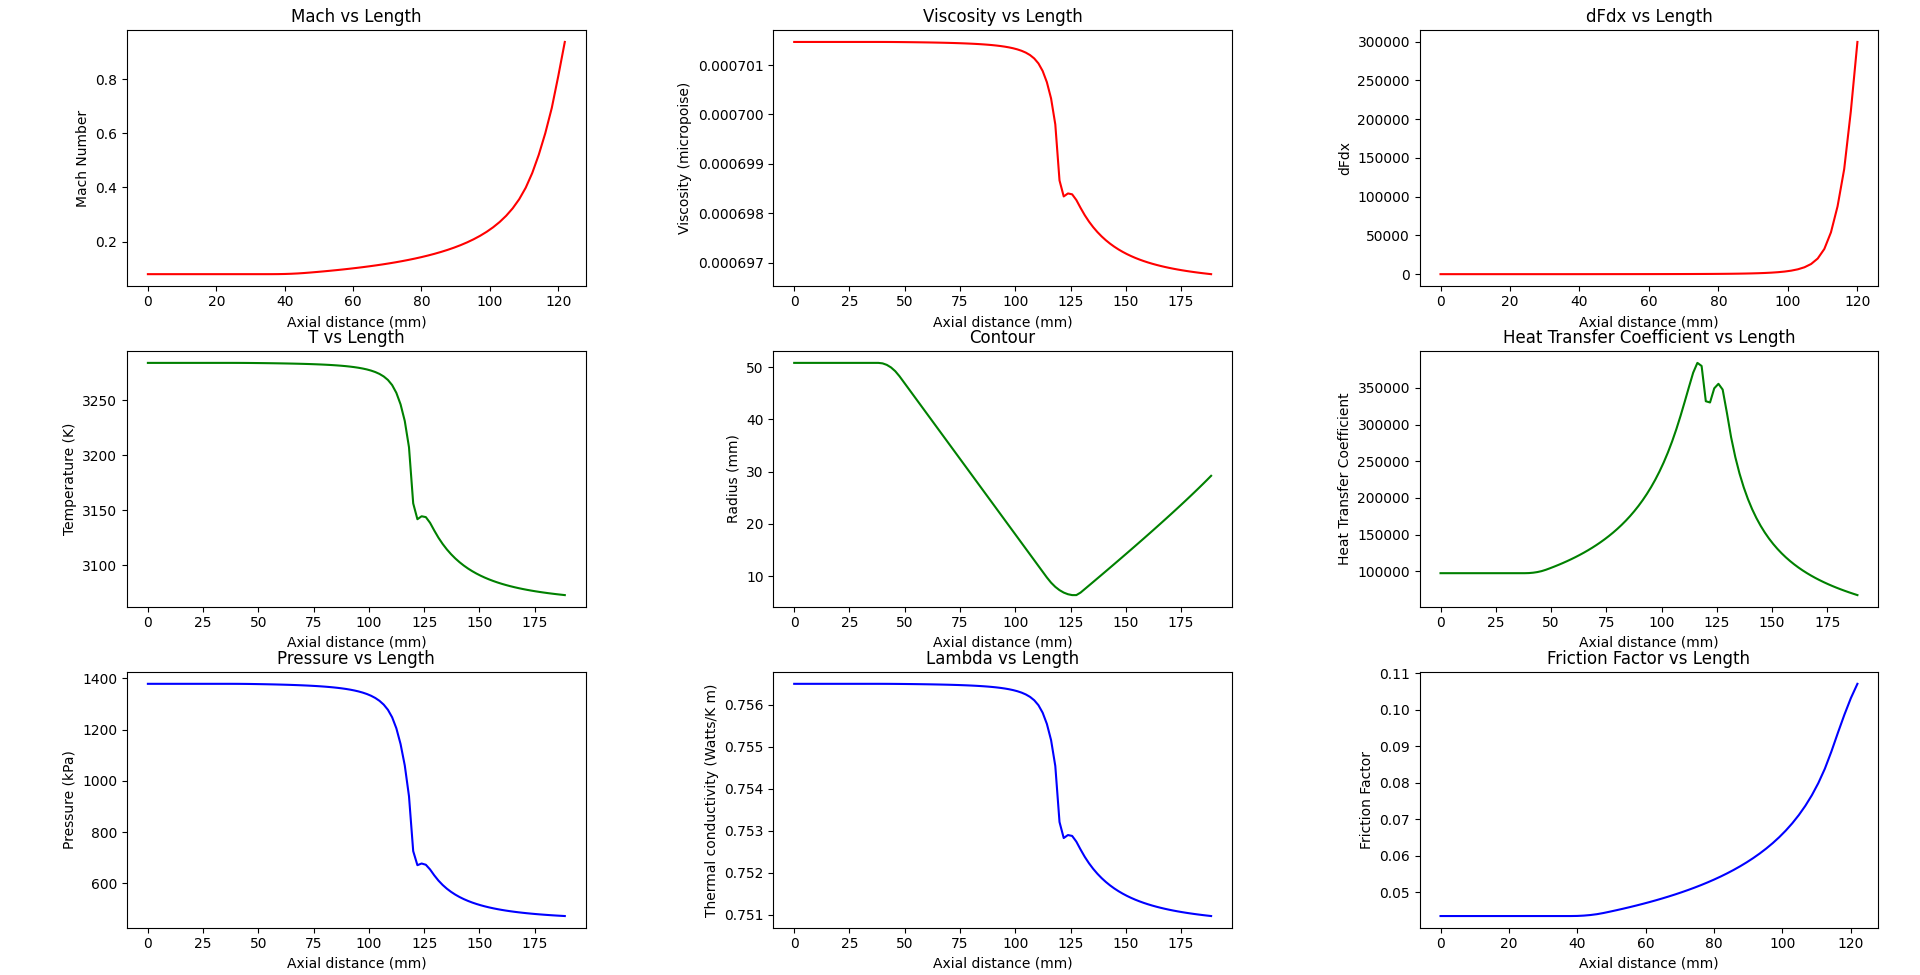 Mach vs Length
0.8
0.6
0.4
0.2
Mach Number
0 20 40 60 80 100 120
Axial distance (mm)
Viscosity vs Length
0.000701
0.000700
0.000699
0.000698
0.000697
Viscosity (micropoise)
0 25 50 75 100 125 150 175
Axial distance (mm)
dFdx vs Length
300000
250000
200000
150000
100000
50000
0
dFdx
0 20 40 60 80 100 120
Axial distance (mm)
T vs Length
3250
3200
3150
3100
Temperature (K)
0 25 50 75 100 125 150 175
Axial distance (mm)
Contour
50
40
30
20
10
Radius (mm)
0 25 50 75 100 125 150 175
Axial distance (mm)
Heat Transfer Coefficient vs Length
350000
300000
250000
200000
150000
100000
Heat Transfer Coefficient
0 25 50 75 100 125 150 175
Axial distance (mm)
Pressure vs Length
1400
1200
1000
800
600
Pressure (kPa)
0 25 50 75 100 125 150 175
Axial distance (mm)
Lambda vs Length
0.756
0.755
0.754
0.753
0.752
0.751
Thermal conductivity (Watts/K m)
0 25 50 75 100 125 150 175
Axial distance (mm)
Friction Factor vs Length
0.11
0.10
0.09
0.08
0.07
0.06
0.05
Friction Factor
0 20 40 60 80 100 120
Axial distance (mm)